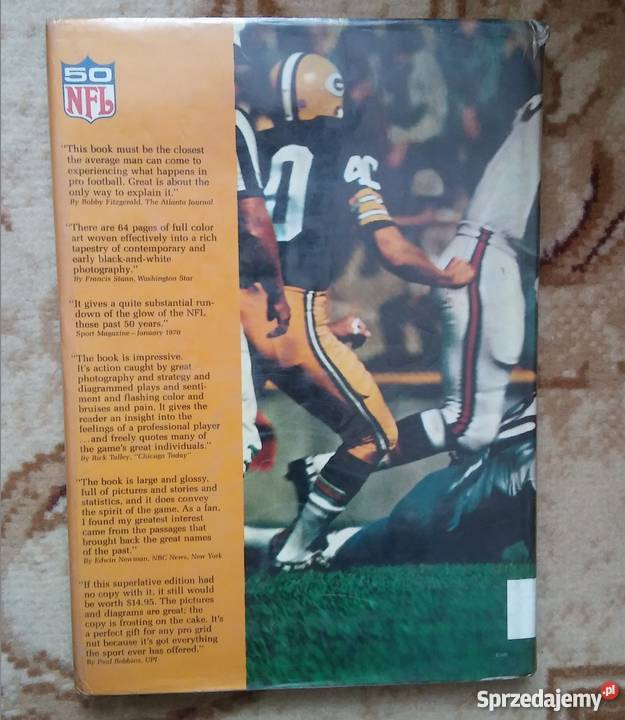 50
NFL
"This book must be the closest
the average man can come to
experiencing what happens in
pro football. Great is about the
only way to explain it."
By Bobby Fitzgerald, The Atlanta Journal
"There are 64 pages of full color
art woven effectively into a rich
tapestry of contemporary and
early black-and-white
photography."
By Francis Stann, Washington Star
"It gives a quite substantial run-
down of the glow of the NFL
these past 50 years."
Sport Magazine—January 1970
"The book is impressive.
It's action caught by great
photography and strategy and
diagrammed plays and senti-
ment and flashing color and
bruises and pain. It gives the
reader an insight into the
feelings of a professional player
...and freely quotes many of
the game's great individuals."
By Rick Talley, "Chicago Today"
"The book is large and glossy,
full of pictures and stories and
statistics, and it does convey
the spirit of the game. As a fan,
I found my greatest interest
came from the passages that
brought back the great names
of the past."
By Edwin Newman, NBC News, New York
"If this superlative edition had
no copy with it, it still would
be worth $14.95. The pictures
and diagrams are great; the
copy is frosting on the cake. It's
a perfect gift for any pro grid
nut because it's got everything
the sport ever has offered."
By Paul Robbins, UPI
G
40
Sprzedajemy.pl